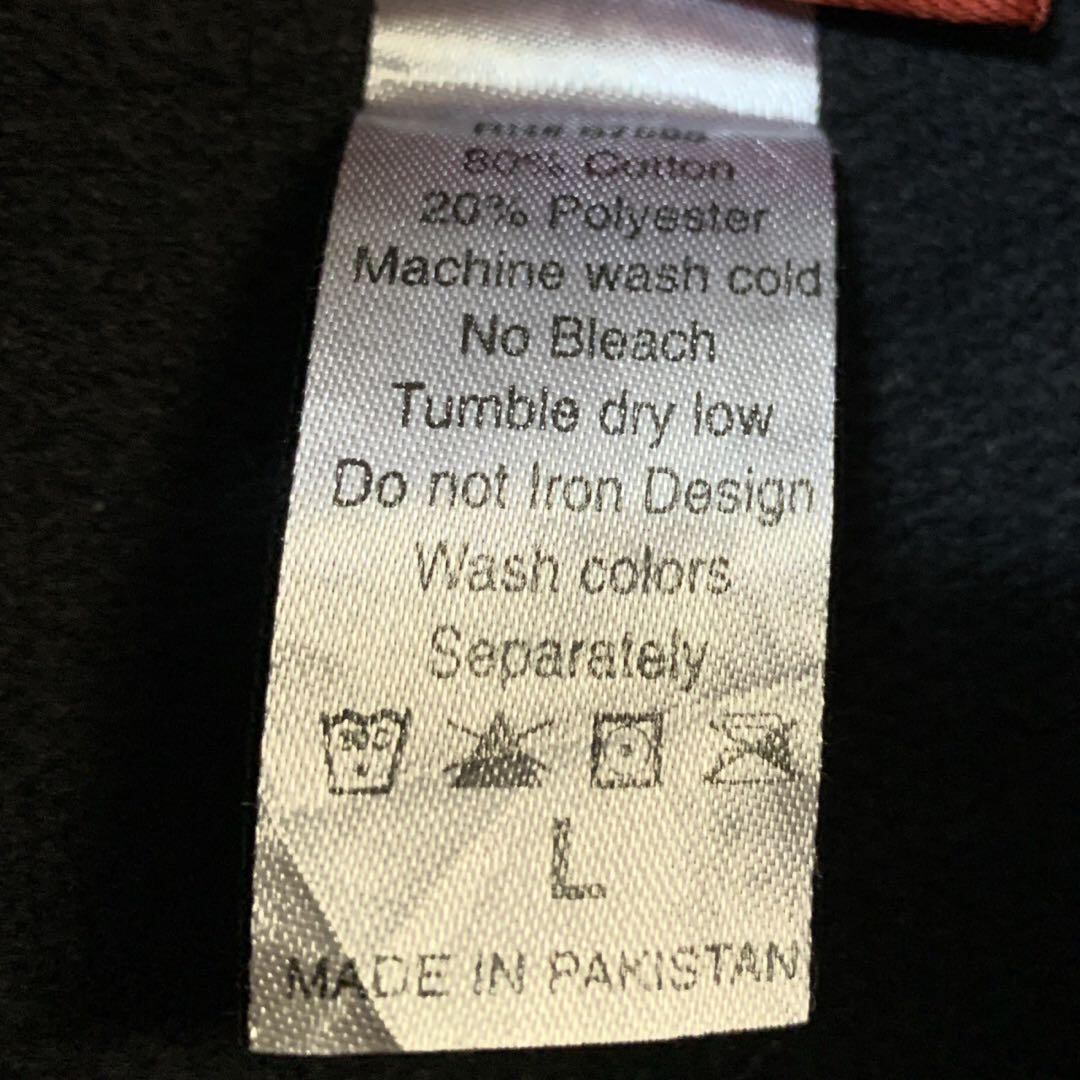 80% Cotton
20% Polyester
Machine wash cold
No Bleach
Tumble dry low
Do not Iron Design
Wash colors
Separately
L
MADE IN PAKISTAN